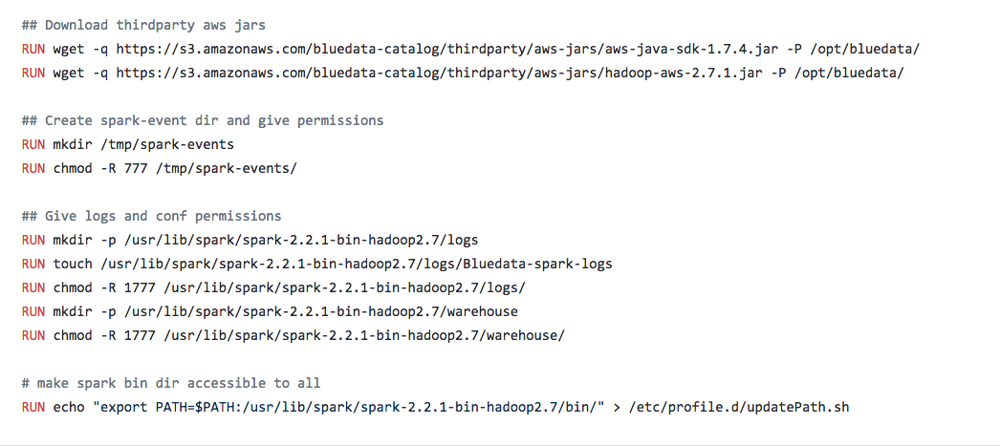 ## Download thirdparty aws jars
RUN wget -q https://s3.amazonaws.com/bluedata-catalog/thirdparty/aws-jars/aws-java-sdk-1.7.4.jar -P /opt/bluedata/
RUN wget -q https://s3.amazonaws.com/bluedata-catalog/thirdparty/aws-jars/hadoop-aws-2.7.1.jar -P /opt/bluedata/
## Create spark-event dir and give permissions
RUN mkdir /tmp/spark-events
RUN chmod -R 777 /tmp/spark-events/
## Give logs and conf permissions
RUN mkdir -p /usr/lib/spark/spark-2.2.1-bin-hadoop2.7/logs
RUN touch /usr/lib/spark/spark-2.2.1-bin-hadoop2.7/logs/Bluedata-spark-logs
RUN chmod -R 1777 /usr/lib/spark/spark-2.2.1-bin-hadoop2.7/logs/
RUN mkdir -p /usr/lib/spark/spark-2.2.1-bin-hadoop2.7/warehouse
RUN chmod -R 1777 /usr/lib/spark/spark-2.2.1-bin-hadoop2.7/warehouse/
# make spark bin dir accessible to all
RUN echo "export PATH=$PATH:/usr/lib/spark/spark-2.2.1-bin-hadoop2.7/bin/" > /etc/profile.d/updatePath.sh